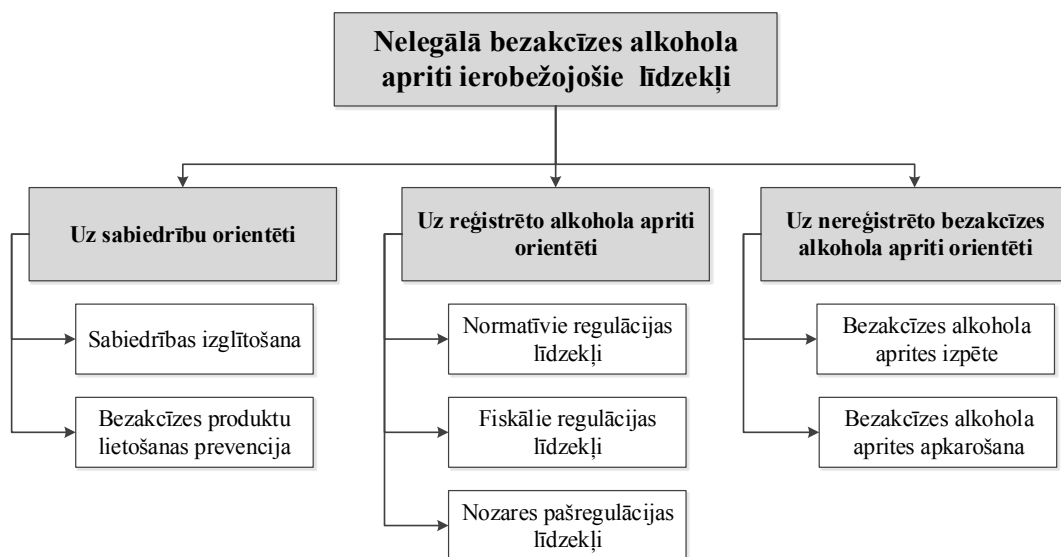 Nelegālā bezakcīzes alkohola
apriti ierobežojošie līdzekļi
Uz sabiedrību orientēti
Uz reģistrēto alkohola apriti
orientēti
Uz nereģistrēto bezakcīzes
alkohola apriti orientēti
Sabiedrības izglītošana
Bezakcīzes produktu
lietošanas prevencija
Normatīvie regulācijas
līdzekļi
Fiskālie regulācijas
līdzekļi
Nozares pašregulācijas
līdzekļi
Bezakcīzes alkohola
aprites izpēte
Bezakcīzes alkohola
aprites apkarošana